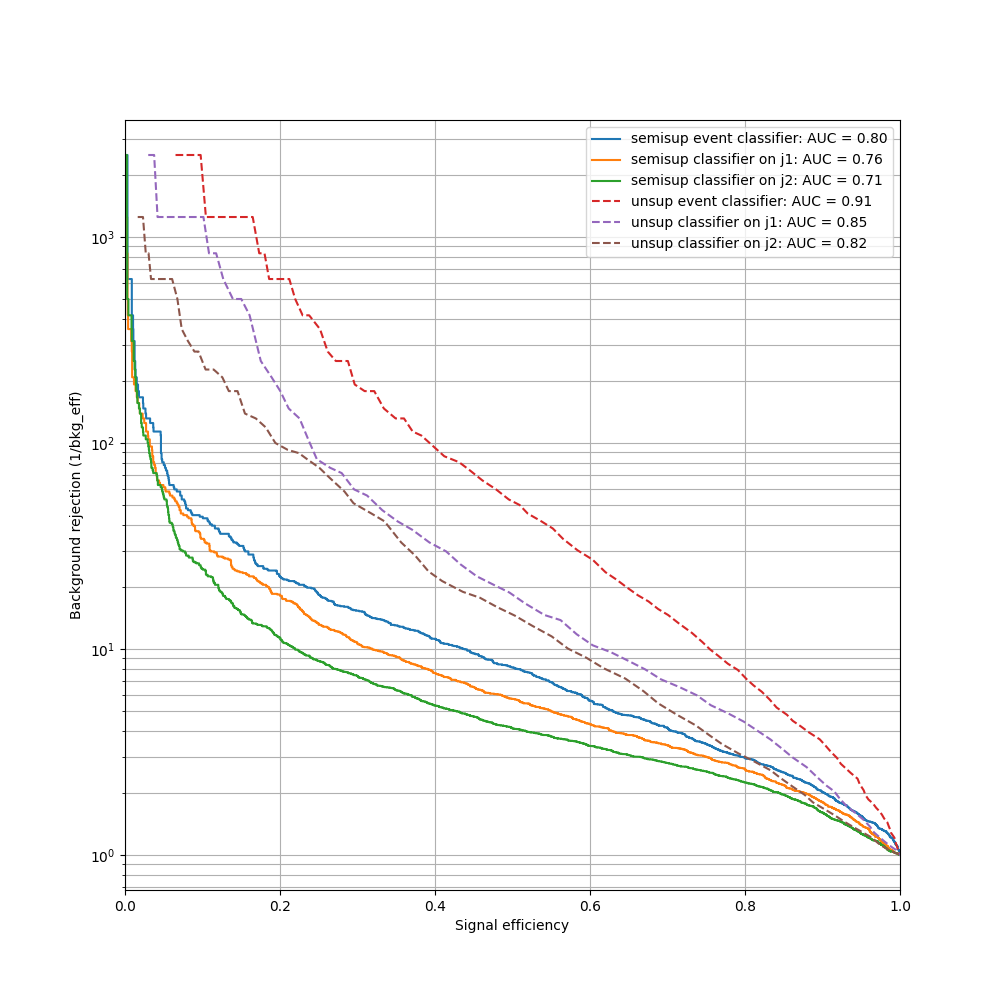 semisup event classifier: AUC = 0.80
semisup classifier on j1: AUC = 0.76
semisup classifier on j2: AUC = 0.71
unsup event classifier: AUC = 0.91
unsup classifier on j1: AUC = 0.85
unsup classifier on j2: AUC = 0.82
Background rejection (1/bkg_eff)
10³
10²
10¹
10⁰
0.0 0.2 0.4 0.6 0.8 1.0
Signal efficiency